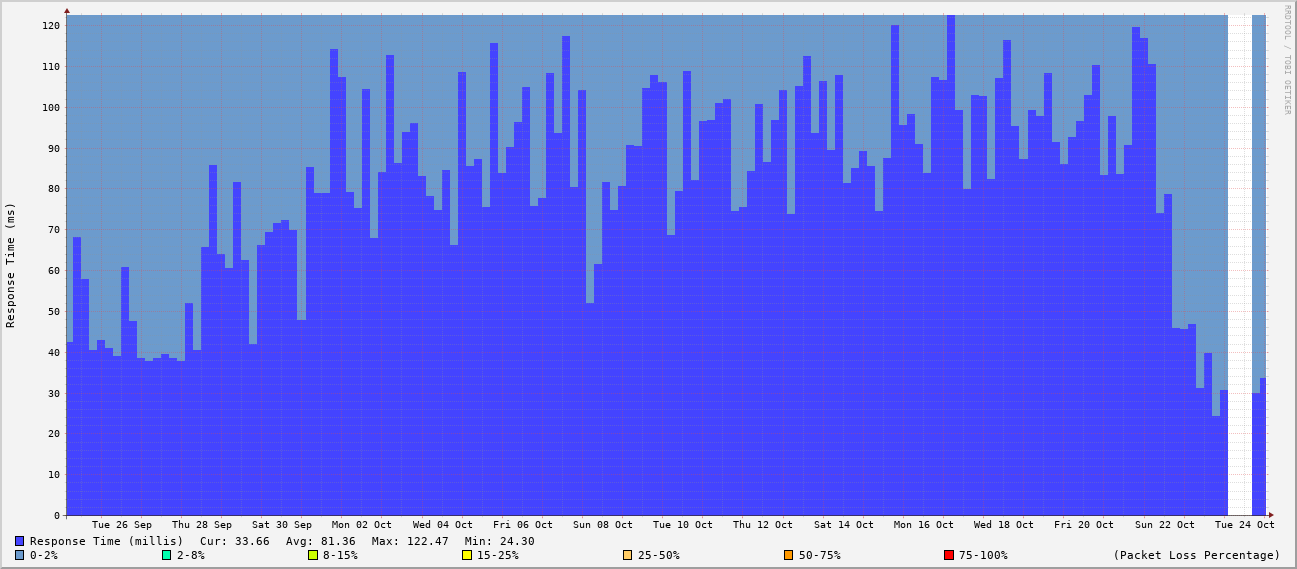 RRDTOOL / TOBI OETIKER
Response Time (ms)
120
110
100
90
80
70
60
50
40
30
20
10
0
Tue 26 Sep Thu 28 Sep Sat 30 Sep Mon 02 Oct Wed 04 Oct Fri 06 Oct Sun 08 Oct Tue 10 Oct Thu 12 Oct Sat 14 Oct Mon 16 Oct Wed 18 Oct Fri 20 Oct Sun 22 Oct Tue 24 Oct
Response Time (millis) Cur: 33.66 Avg: 81.36 Max: 122.47 Min: 24.30
0-2% 2-8% 8-15% 15-25% 25-50% 50-75% 75-100% (Packet Loss Percentage)